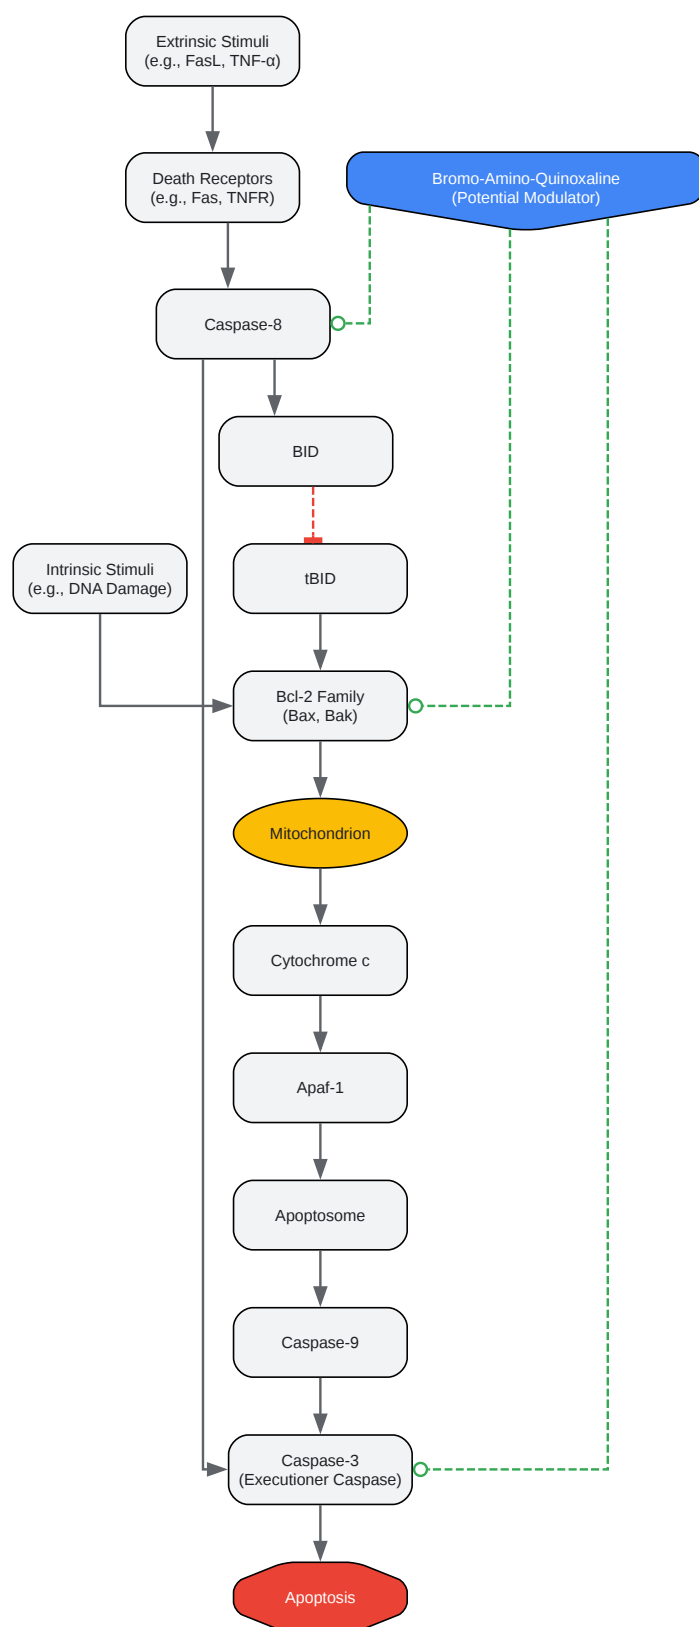 Extrinsic Stimuli
(e.g., FasL, TNF-α)
Death Receptors
(e.g., Fas, TNFR)
Bromo-Amino-Quinoxaline
(Potential Modulator)
Caspase-8
BID
Intrinsic Stimuli
(e.g., DNA Damage)
tBID
Bcl-2 Family
(Bax, Bak)
Mitochondrion
Cytochrome c
Apaf-1
Apoptosome
Caspase-9
Caspase-3
(Executioner Caspase)
Apoptosis